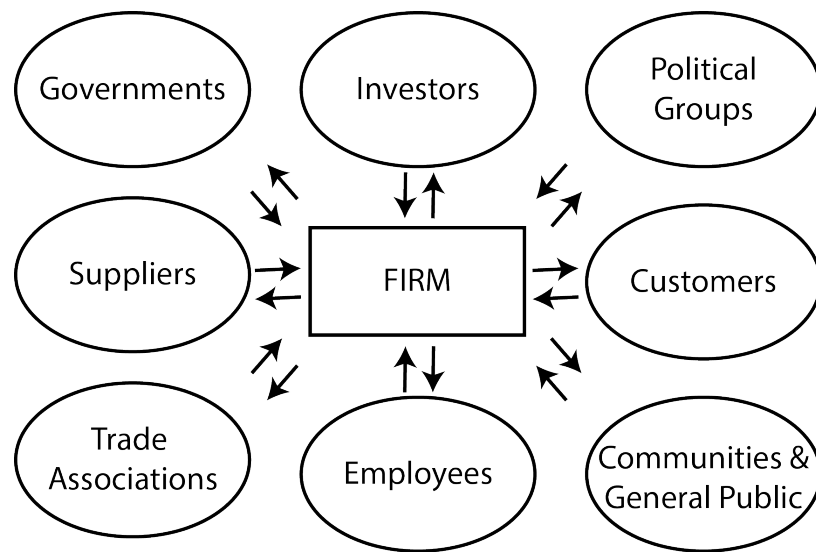 Governments
Investors
Political
Groups
Suppliers
FIRM
Customers
Trade
Associations
Employees
Communities &
General Public